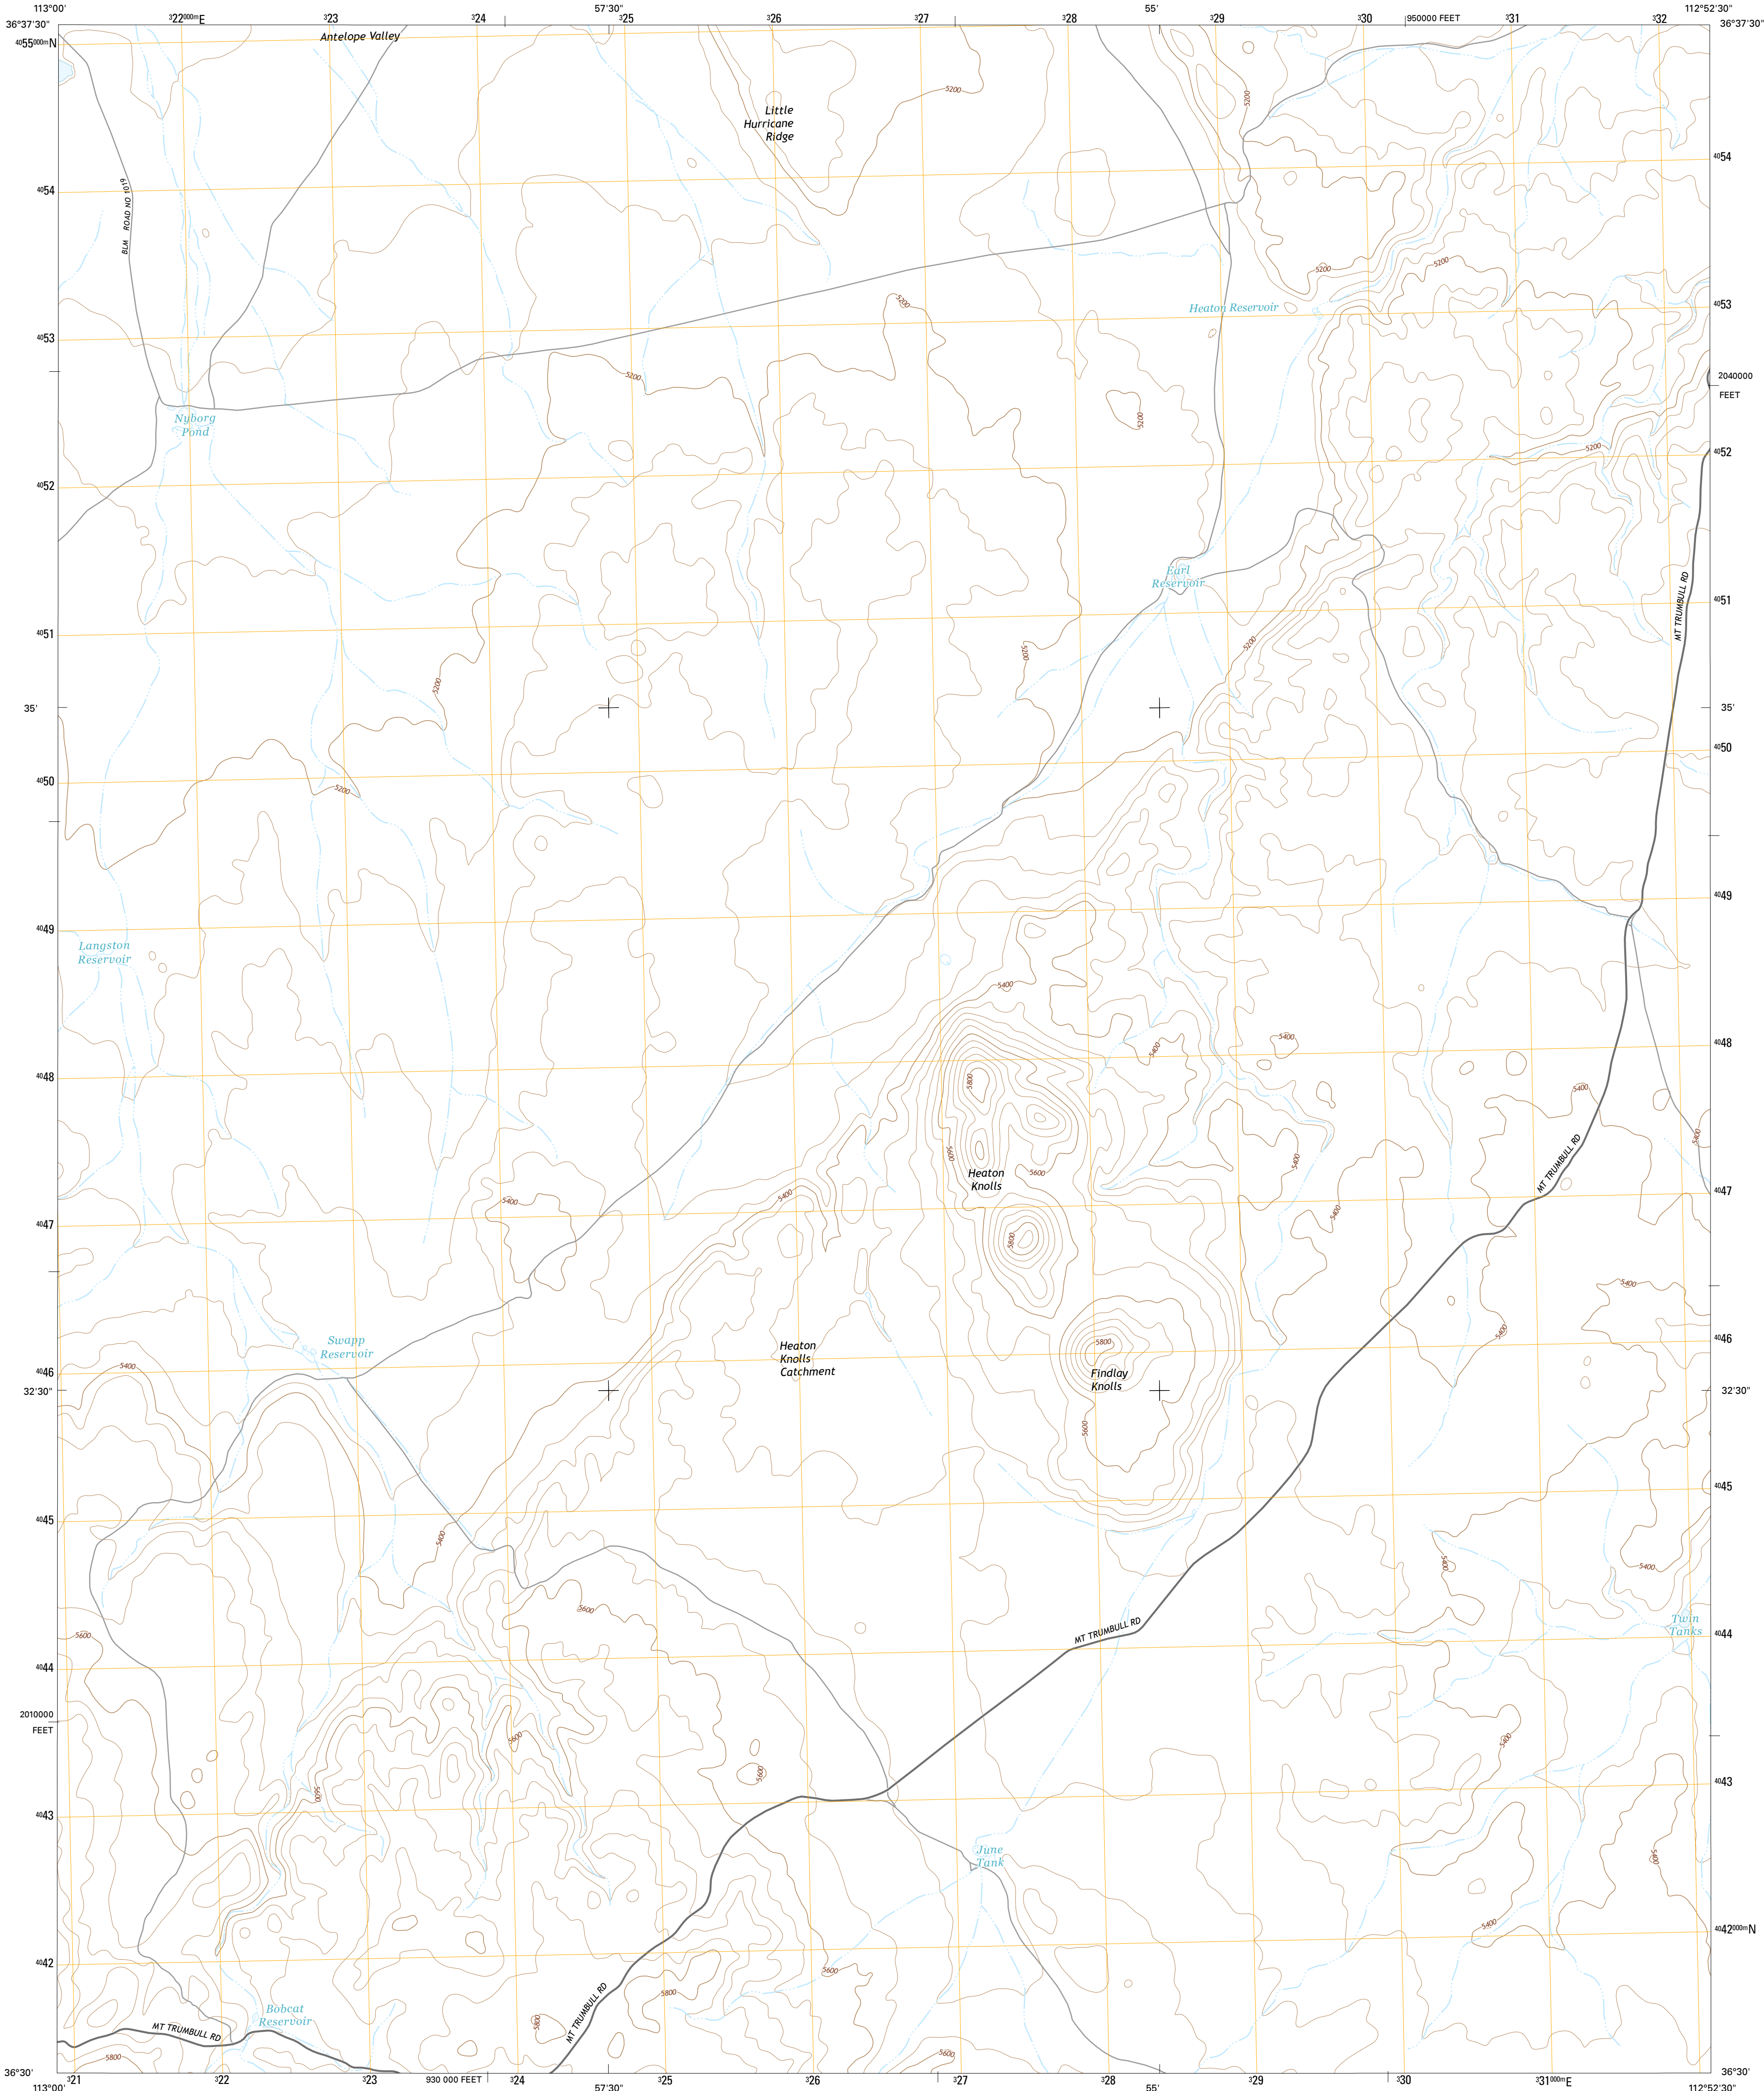 113°00'
322000mE
323
324
57'30"
325
326
327
328
55'
329
330
950000 FEET
331
332
112°52'30"
36°37'30"
36°37'30"
4055000mN
Antelope Valley
5200
5200
Little
Hurricane
Ridge
4054
4054
BLM ROAD NO 1019
5200
5200
5200
Heaton Reservoir
4053
4053
5200
2040000
FEET
Nyborg
Pond
5200
5200
4052
4052
Earl
Reservoir
MT TRUMBULL RD
4051
4051
5200
5200
5200
35'
35'
4050
4050
5200
4049
4049
Langston
Reservoir
5400
5400
5400
4048
4048
5800
5400
5400
5600
5400
5600
MT TRUMBULL RD
Heaton
Knolls
5400
5400
5400
4047
4047
5800
5400
5400
Swapp
Reservoir
Heaton
Knolls
Catchment
5800
4046
4046
5400
Findlay
Knolls
32'30"
32'30"
5600
4045
4045
5400
5400
5400
5600
Twin
Tanks
5600
MT TRUMBULL RD
4044
4044
2010000
FEET
5600
5400
5600
5600
4043
4043
June
Tank
5400
5400
4042000mN
4042
5600
5800
Bobcat
Reservoir
5800
MT TRUMBULL RD
MT TRUMBULL RD
5800
5600
36°30'
36°30'
321
322
323
930 000 FEET
324
325
326
327
328
329
330
331000mE
113°00'
57'30"
55'
112°52'30"